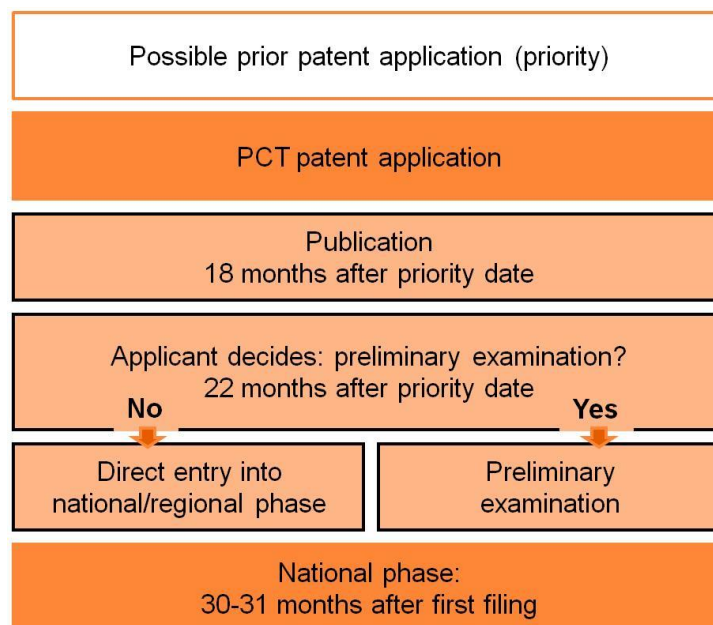 Possible prior patent application (priority)
PCT patent application
Publication
18 months after priority date
Applicant decides: preliminary examination?
22 months after priority date
No
Yes
Direct entry into
national/regional phase
Preliminary
examination
National phase:
30-31 months after first filing